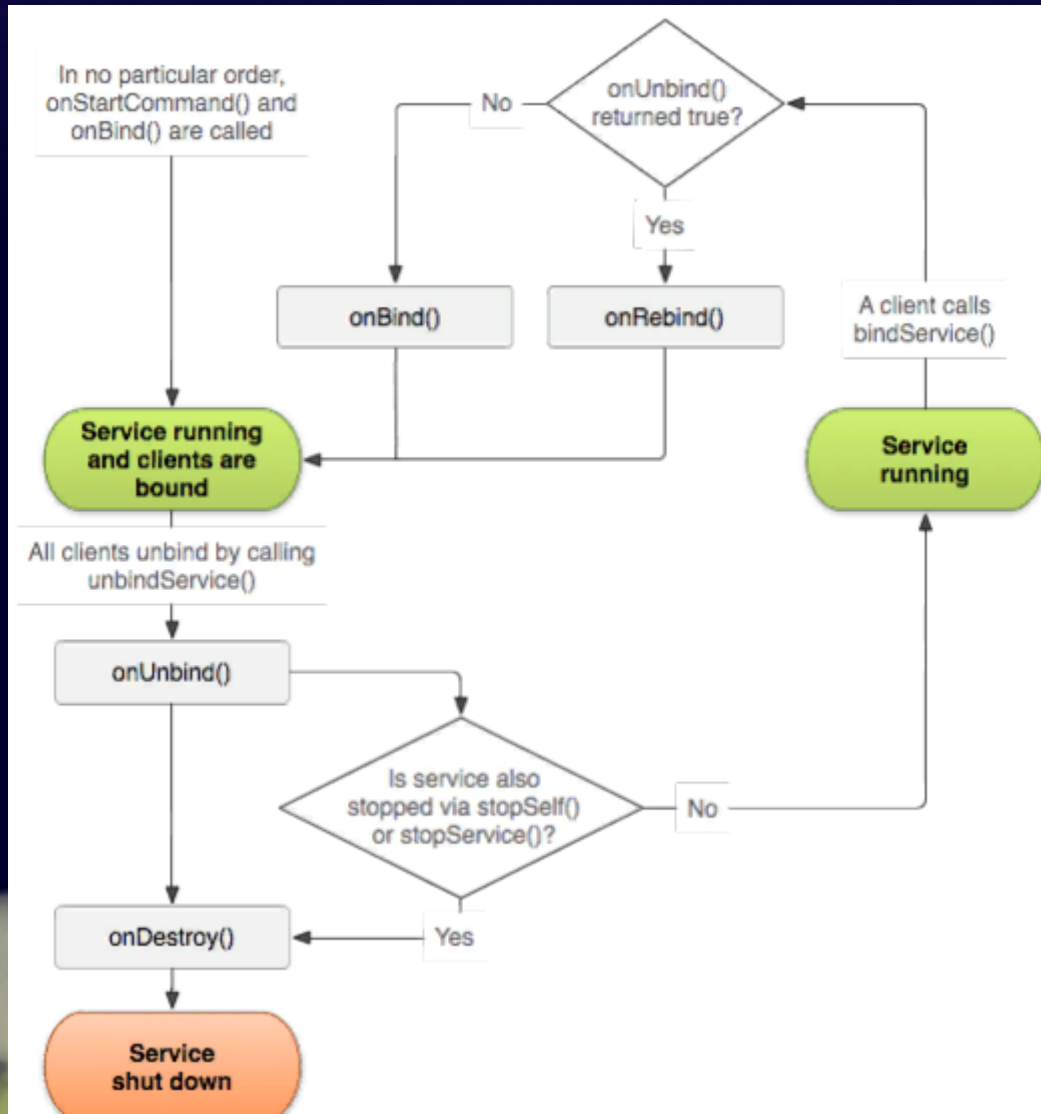 In no particular order,
onStartCommand() and
onBind() are called
onUnbind()
returned true?
No
Yes
onBind()
onRebind()
A client calls
bindService()
Service running
and clients are
bound
Service
running
All clients unbind by calling
unbindService()
onUnbind()
Is service also
stopped via stopSelf()
or stopService()?
No
Yes
onDestroy()
Service
shut down